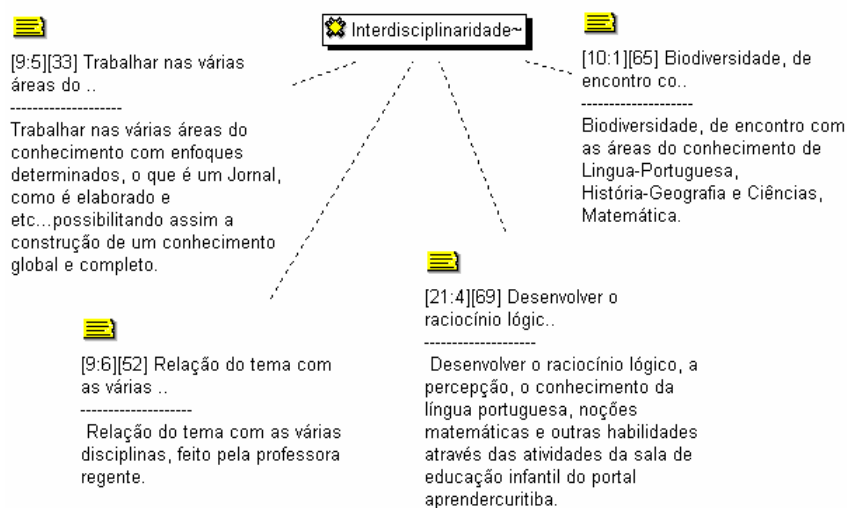 Interdisciplinaridade~
[9:5][33] Trabalhar nas várias
áreas do ..
--------------------
Trabalhar nas várias áreas do
conhecimento com enfoques
determinados, o que é um Jornal,
como é elaborado e
etc...possibilitando assim a
construção de um conhecimento
global e completo.
[10:1][65] Biodiversidade, de
encontro co..
--------------------
Biodiversidade, de encontro com
as áreas do conhecimento de
Lingua-Portuguesa,
História-Geografia e Ciências,
Matemática.
[9:6][52] Relação do tema com
as várias ..
--------------------
Relação do tema com as várias
disciplinas, feito pela professora
regente.
[21:4][69] Desenvolver o
raciocínio lógic..
--------------------
Desenvolver o raciocínio lógico, a
percepção, o conhecimento da
língua portuguesa, noções
matemáticas e outras habilidades
através das atividades da sala de
educação infantil do portal
aprendercuritiba.